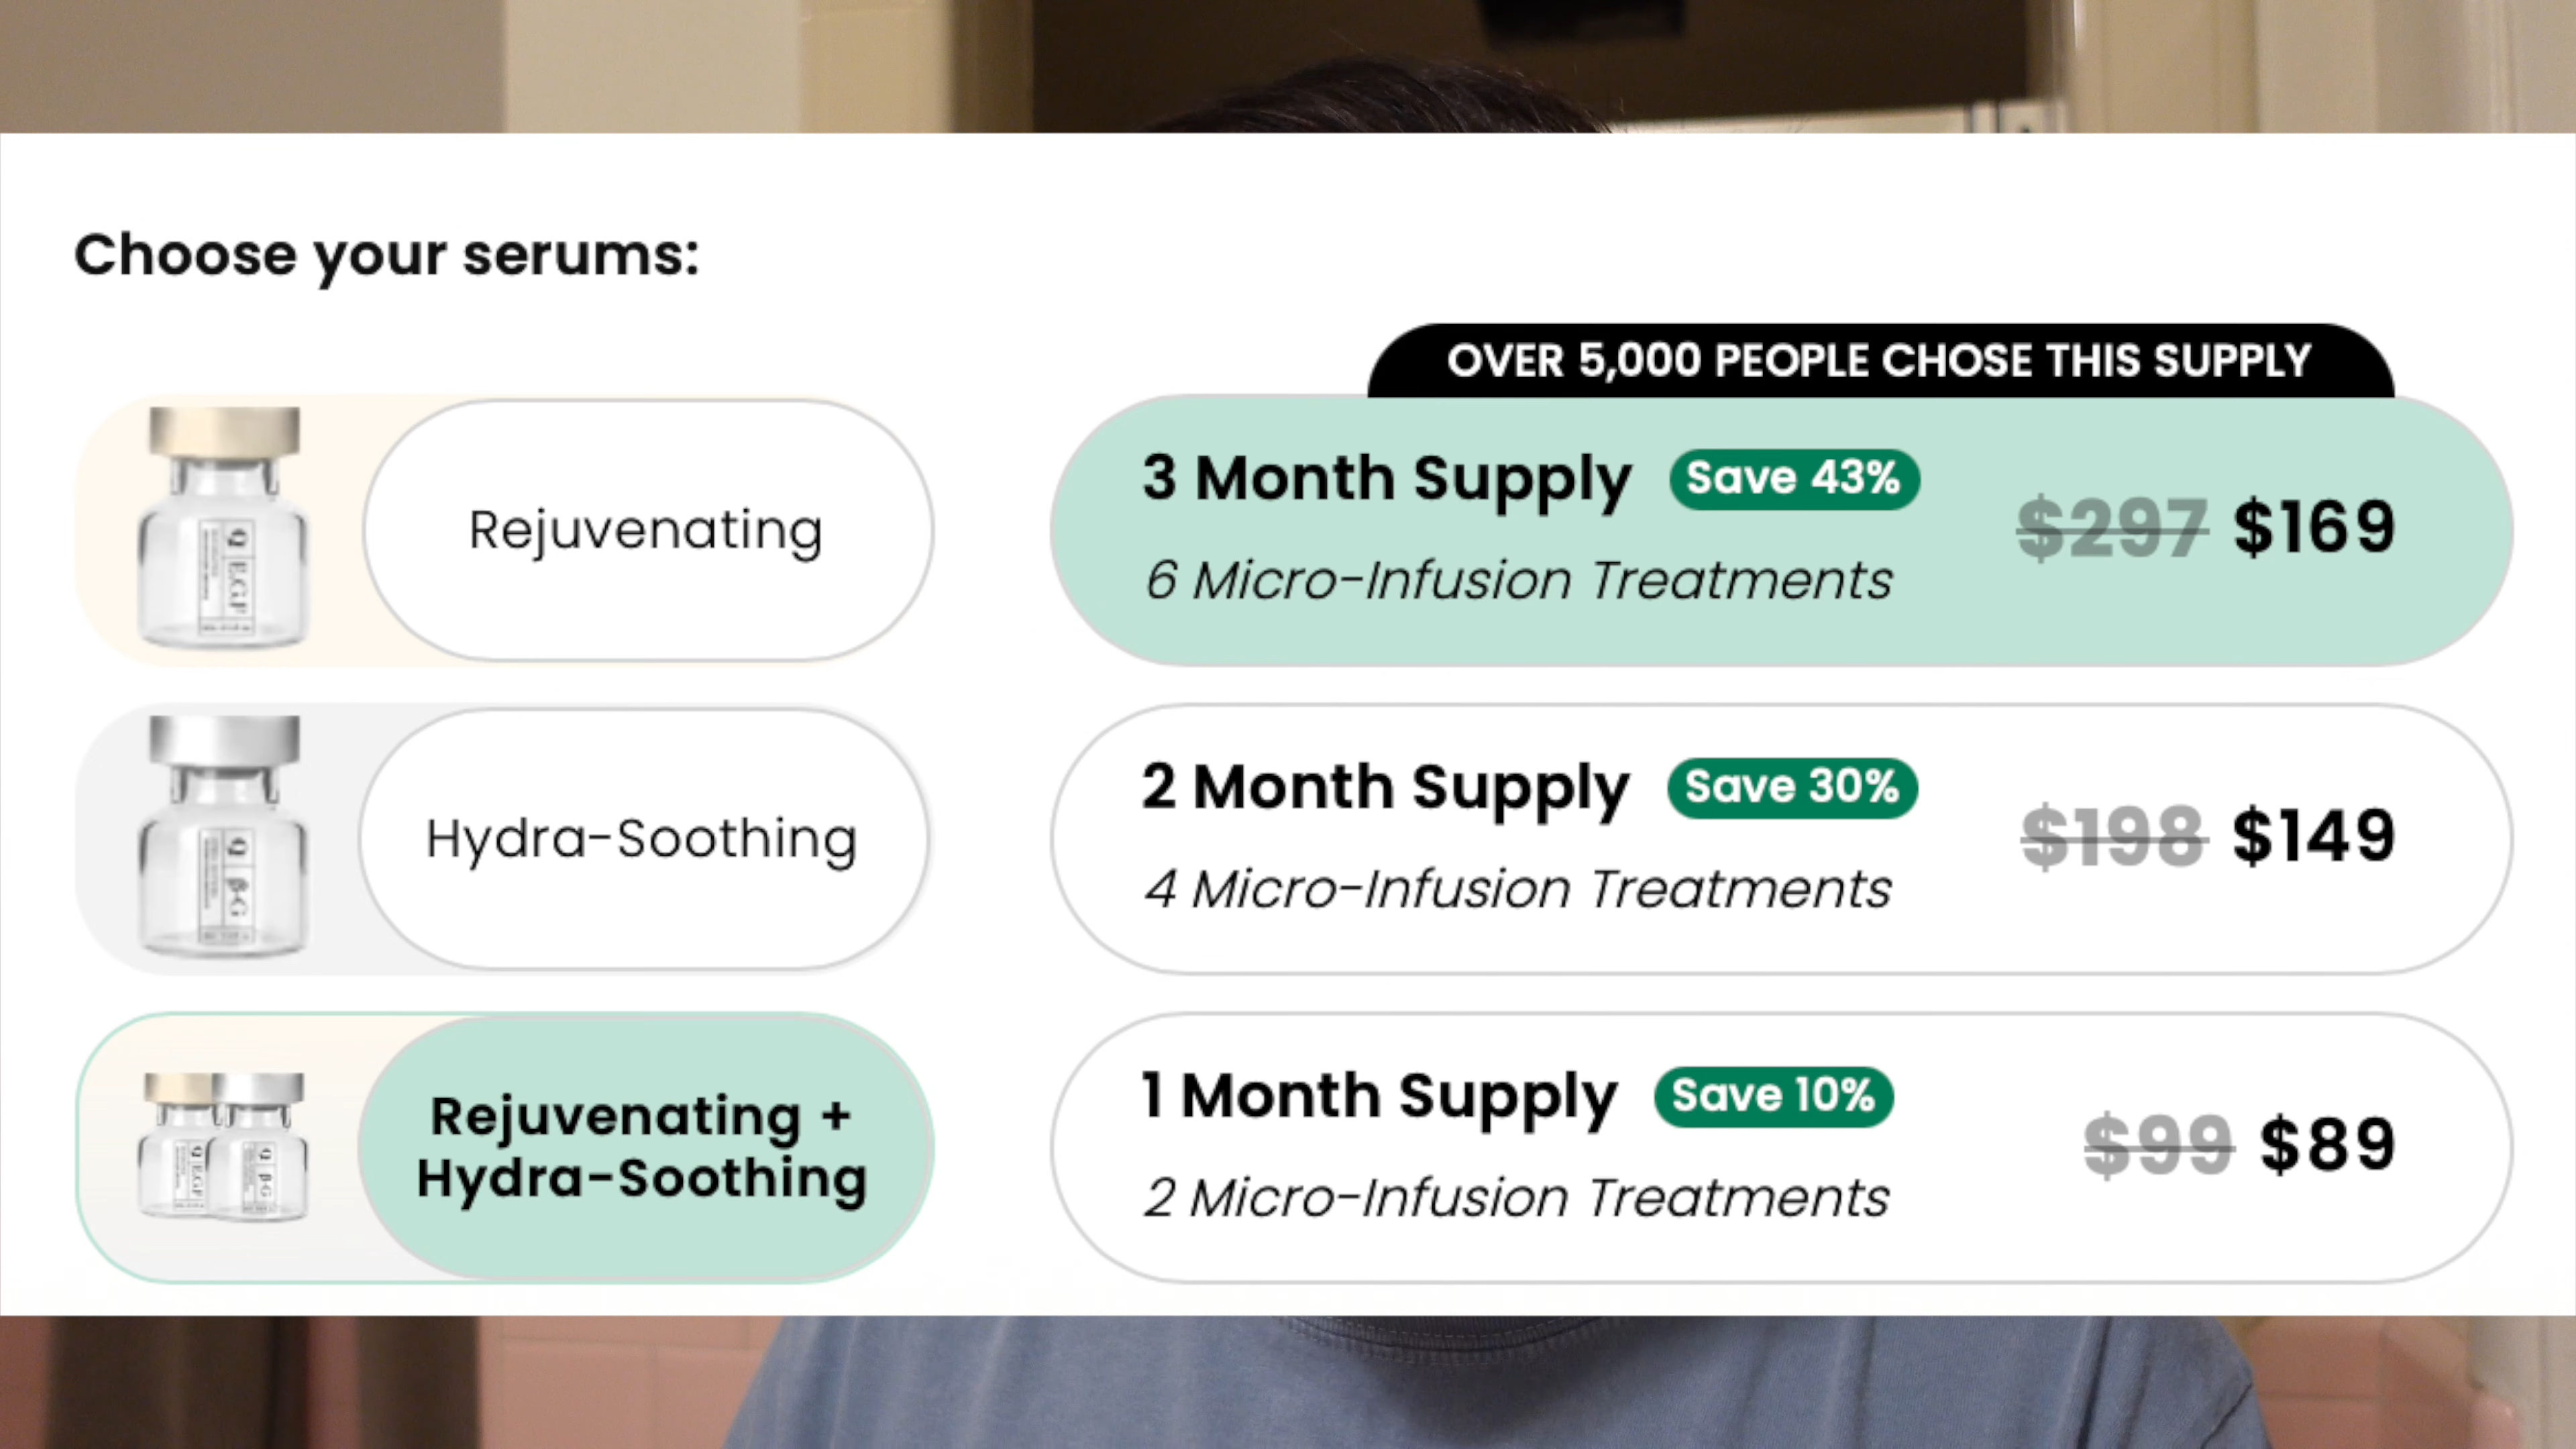 Choose your serums:
OVER 5,000 PEOPLE CHOSE THIS SUPPLY
Rejuvenating
3 Month Supply Save 43%
6 Micro-Infusion Treatments
$297 $169
Hydra-Soothing
2 Month Supply Save 30%
4 Micro-Infusion Treatments
$198 $149
Rejuvenating +
Hydra-Soothing
1 Month Supply Save 10%
2 Micro-Infusion Treatments
$99 $89